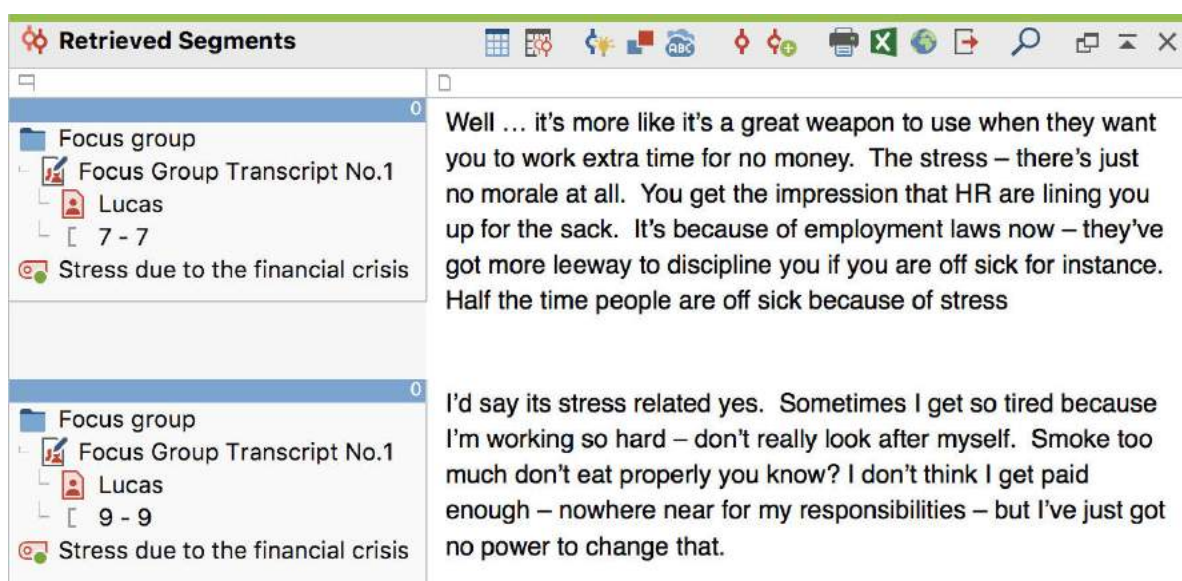 Retrieved Segments
ABC
X
0
Focus group
Focus Group Transcript No.1
Lucas
7 - 7
Stress due to the financial crisis
Well … it’s more like it’s a great weapon to use when they want
you to work extra time for no money.  The stress – there’s just
no morale at all.  You get the impression that HR are lining you
up for the sack.  It’s because of employment laws now – they’ve
got more leeway to discipline you if you are off sick for instance.
Half the time people are off sick because of stress
0
Focus group
Focus Group Transcript No.1
Lucas
9 - 9
Stress due to the financial crisis
I’d say its stress related yes.  Sometimes I get so tired because
I’m working so hard – don’t really look after myself.  Smoke too
much don’t eat properly you know? I don’t think I get paid
enough – nowhere near for my responsibilities – but I’ve just got
no power to change that.